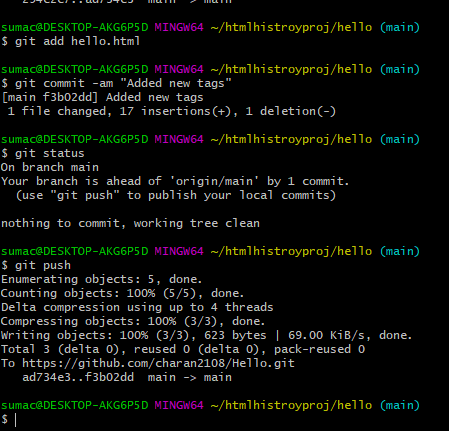 sumac@DESKTOP-AKG6P5D MINGW64 ~/htmlhistroyproj/hello (main)
$ git add hello.html
sumac@DESKTOP-AKG6P5D MINGW64 ~/htmlhistroyproj/hello (main)
$ git commit -am "Added new tags"
[main f3b02dd] Added new tags
 1 file changed, 17 insertions(+), 1 deletion(-)
sumac@DESKTOP-AKG6P5D MINGW64 ~/htmlhistroyproj/hello (main)
$ git status
On branch main
Your branch is ahead of 'origin/main' by 1 commit.
  (use "git push" to publish your local commits)
nothing to commit, working tree clean
sumac@DESKTOP-AKG6P5D MINGW64 ~/htmlhistroyproj/hello (main)
$ git push
Enumerating objects: 5, done.
Counting objects: 100% (5/5), done.
Delta compression using up to 4 threads
Compressing objects: 100% (3/3), done.
Writing objects: 100% (3/3), 623 bytes | 69.00 KiB/s, done.
Total 3 (delta 0), reused 0 (delta 0), pack-reused 0
To https://github.com/charan2108/Hello.git
   ad734e3..f3b02dd  main -> main
sumac@DESKTOP-AKG6P5D MINGW64 ~/htmlhistroyproj/hello (main)
$